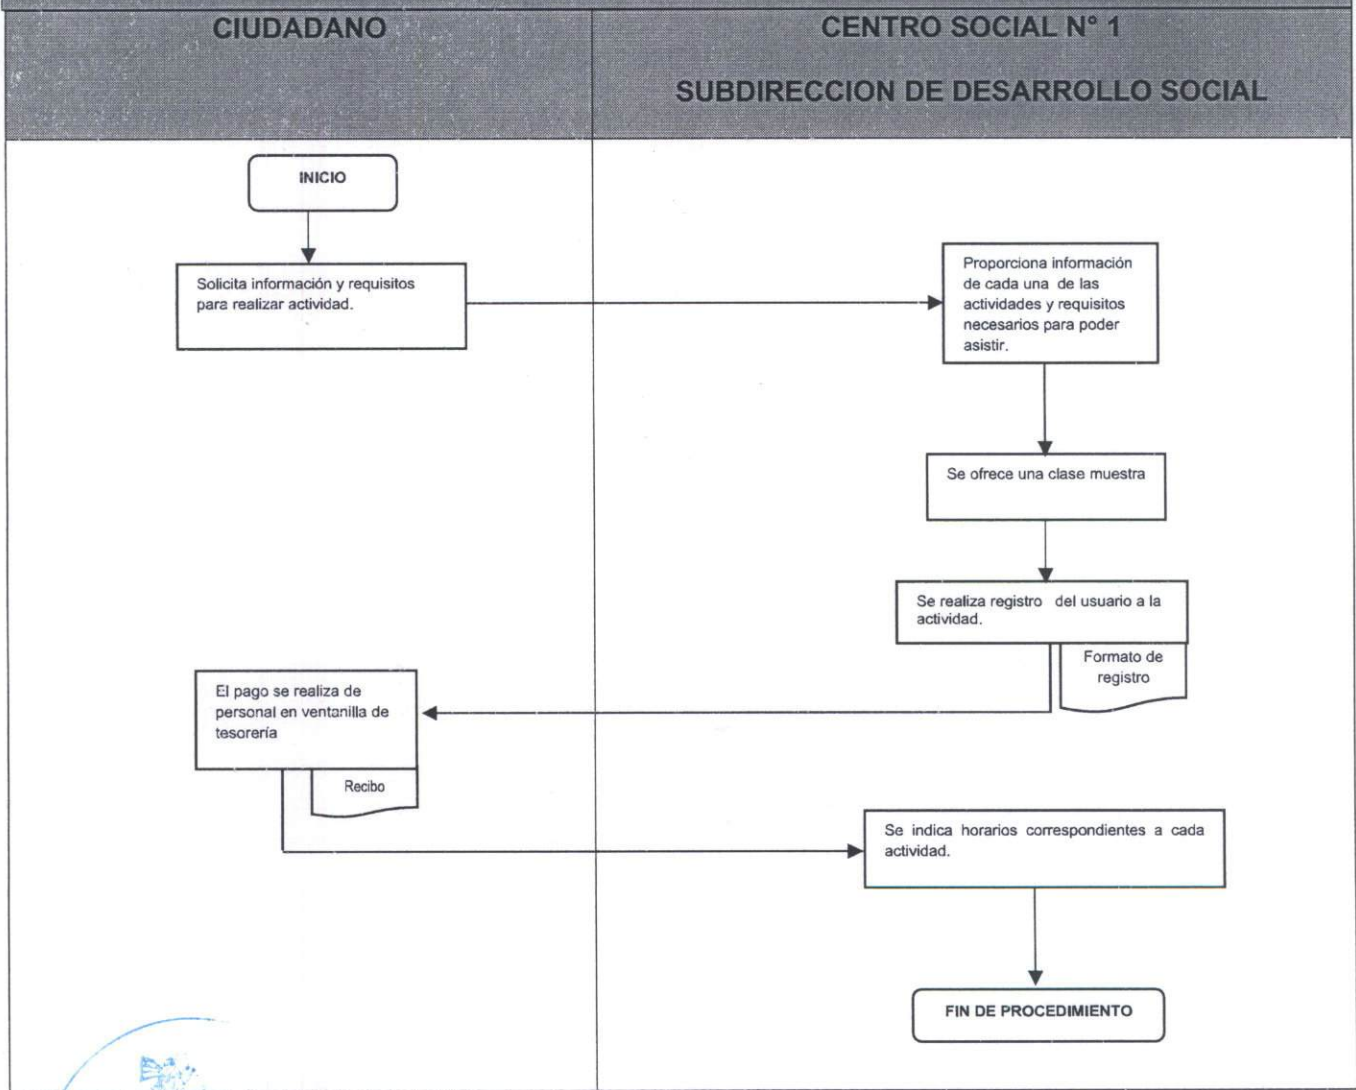 CIUDADANO
CENTRO SOCIAL N° 1
SUBDIRECCION DE DESARROLLO SOCIAL
INICIO
Solicita información y requisitos
para realizar actividad.
Proporciona información
de cada una de las
actividades y requisitos
necesarios para poder
asistir.
Se ofrece una clase muestra
Se realiza registro del usuario a la
actividad.
Formato de
registro
El pago se realiza de
personal en ventanilla de
tesorería
Recibo
Se indica horarios correspondientes a cada
actividad.
FIN DE PROCEDIMIENTO